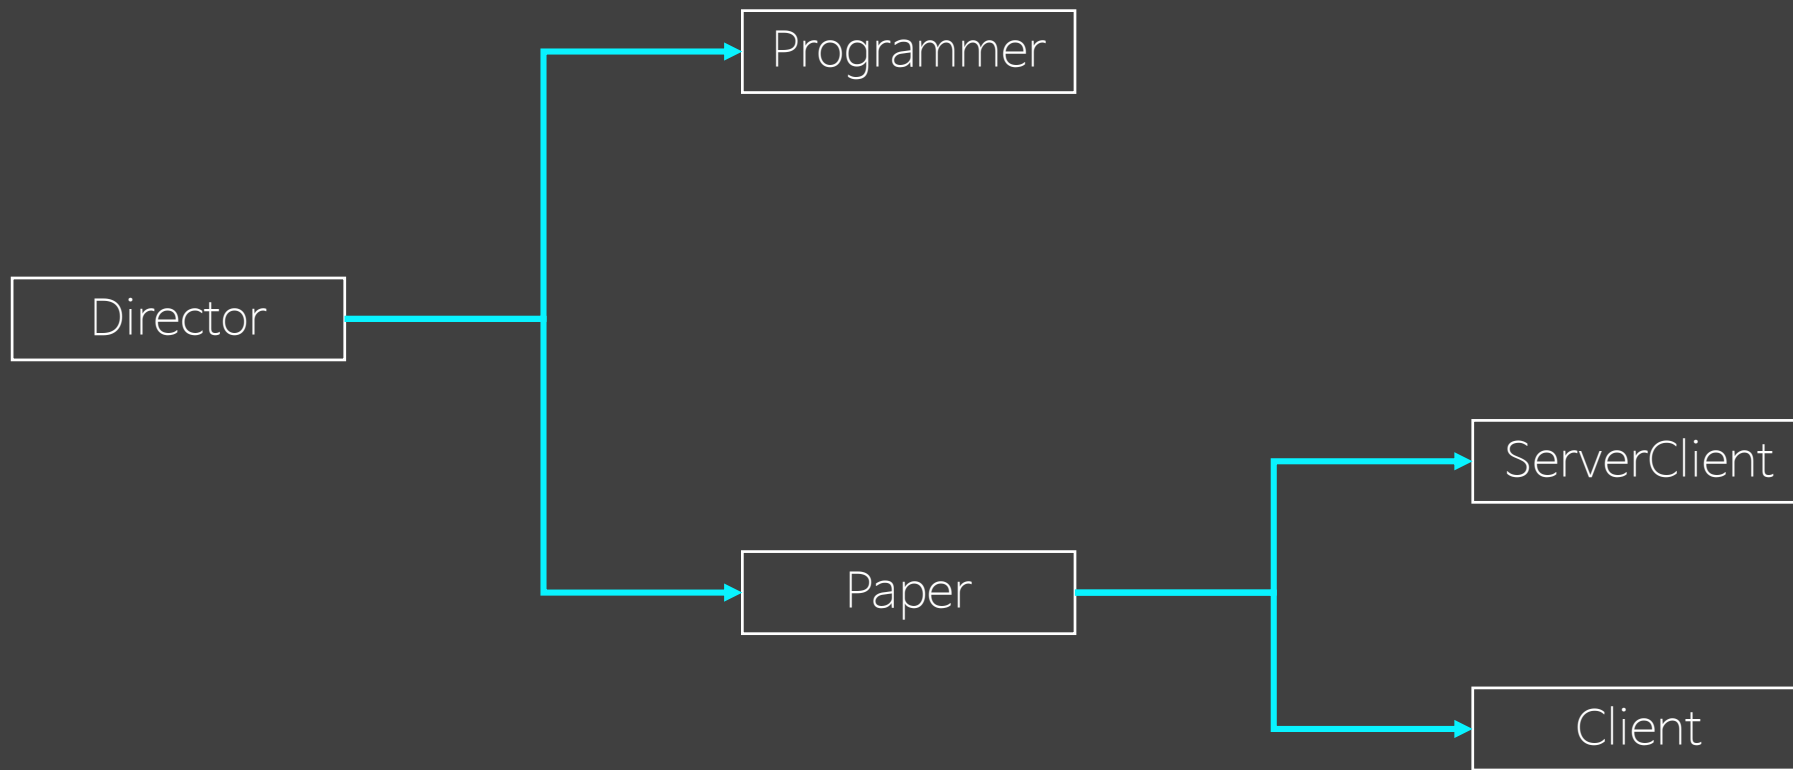 Programmer
Director
ServerClient
Paper
Client